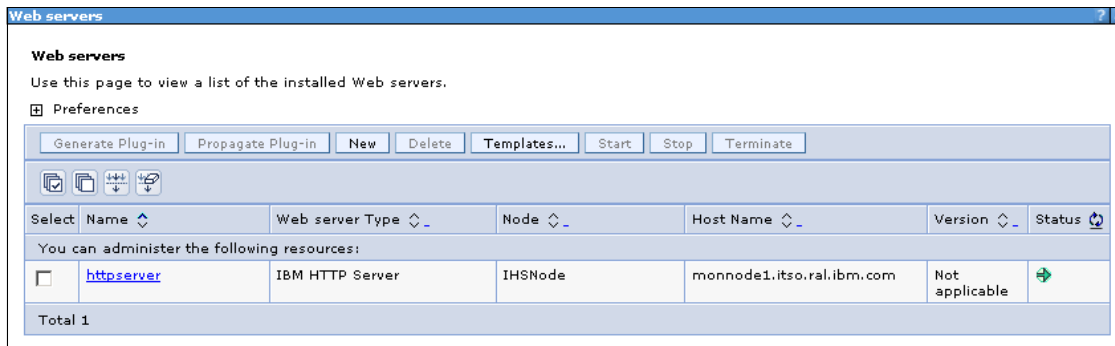 Web servers ?
Web servers
Use this page to view a list of the installed Web servers.
Preferences
Generate Plug-in Propagate Plug-in New Delete Templates... Start Stop Terminate
Select Name Web server Type Node Host Name Version Status
You can administer the following resources:
httpserver IBM HTTP Server IHSNode monnode1.itso.ral.ibm.com Not
applicable
Total 1